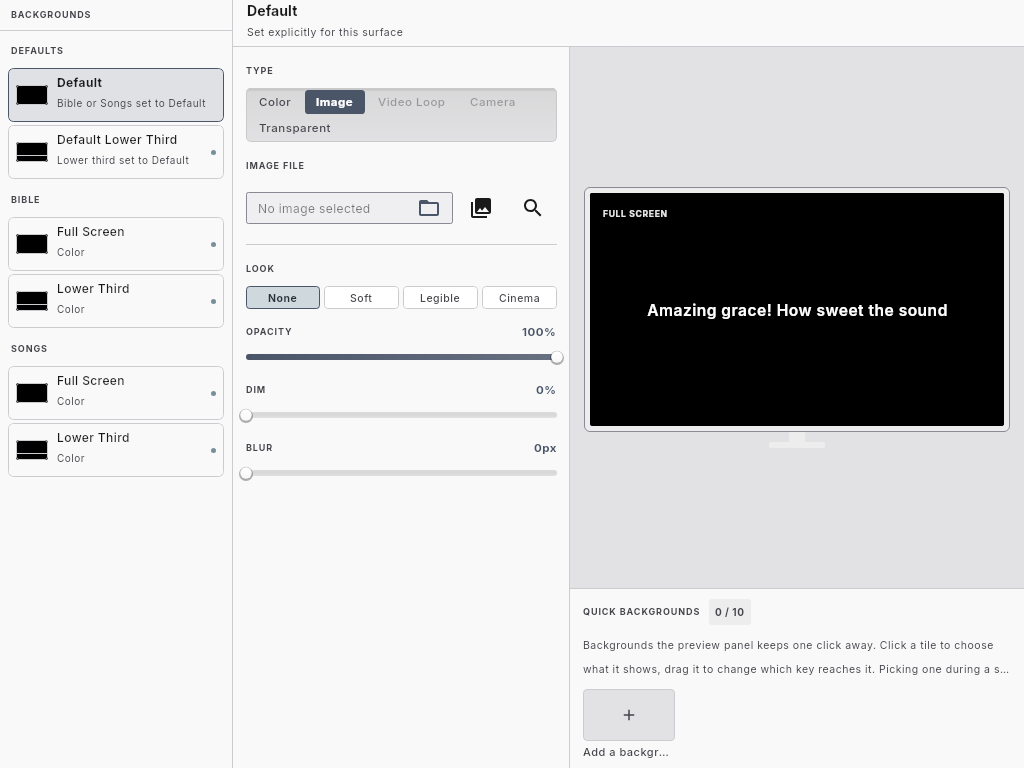 BACKGROUNDS
DEFAULTS
Default
Bible or Songs set to Default
Default Lower Third
Lower third set to Default
BIBLE
Full Screen
Color
Lower Third
Color
SONGS
Full Screen
Color
Lower Third
Color
Default
Set explicitly for this surface
TYPE
Color Image Video Loop Camera
Transparent
IMAGE FILE
No image selected
LOOK
None Soft Legible Cinema
OPACITY 100%
DIM 0%
BLUR 0px
FULL SCREEN
Amazing grace! How sweet the sound
QUICK BACKGROUNDS 0 / 10
Backgrounds the preview panel keeps one click away. Click a tile to choose
what it shows, drag it to change which key reaches it. Picking one during a s...
+
Add a backgr...